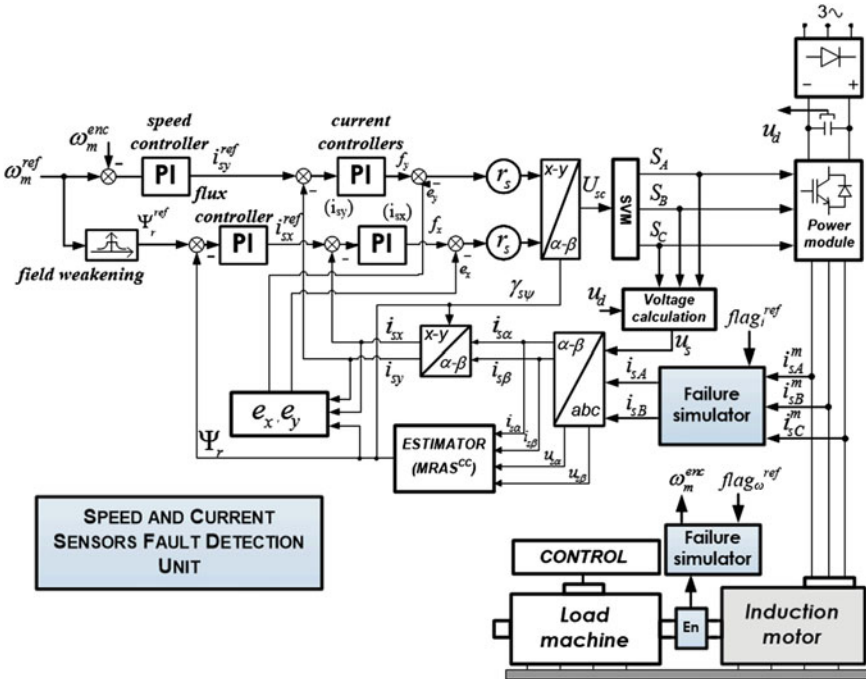 3∿
− +
u_d
speed controller
current controllers
ω_m^enc
ω_m^ref
-
PI
i_sy^ref
-
PI
f_y
-
e_y
r_s
x-y
α-β
U_sc
SVM
S_A
S_B
S_C
Power module
flux
controller
(i_sy)
(i_sx)
Ψ_r^ref
-
PI
i_sx^ref
-
PI
f_x
-
e_x
r_s
field weakening
γ_sψ
u_d
Voltage calculation
u_s
flag_i^ref
i_sx
i_sy
x-y
α-β
i_sα
i_sβ
α-β
abc
i_sA
i_sB
Failure simulator
i_sA^m
i_sB^m
i_sC^m
e_x, e_y
Ψ_r
ESTIMATOR
(MRAS^CC)
i_sα
i_sβ
u_sα
u_sβ
SPEED AND CURRENT
SENSORS FAULT DETECTION
UNIT
ω_m^enc
flag_ω^ref
Failure simulator
CONTROL
Load machine
En
Induction motor